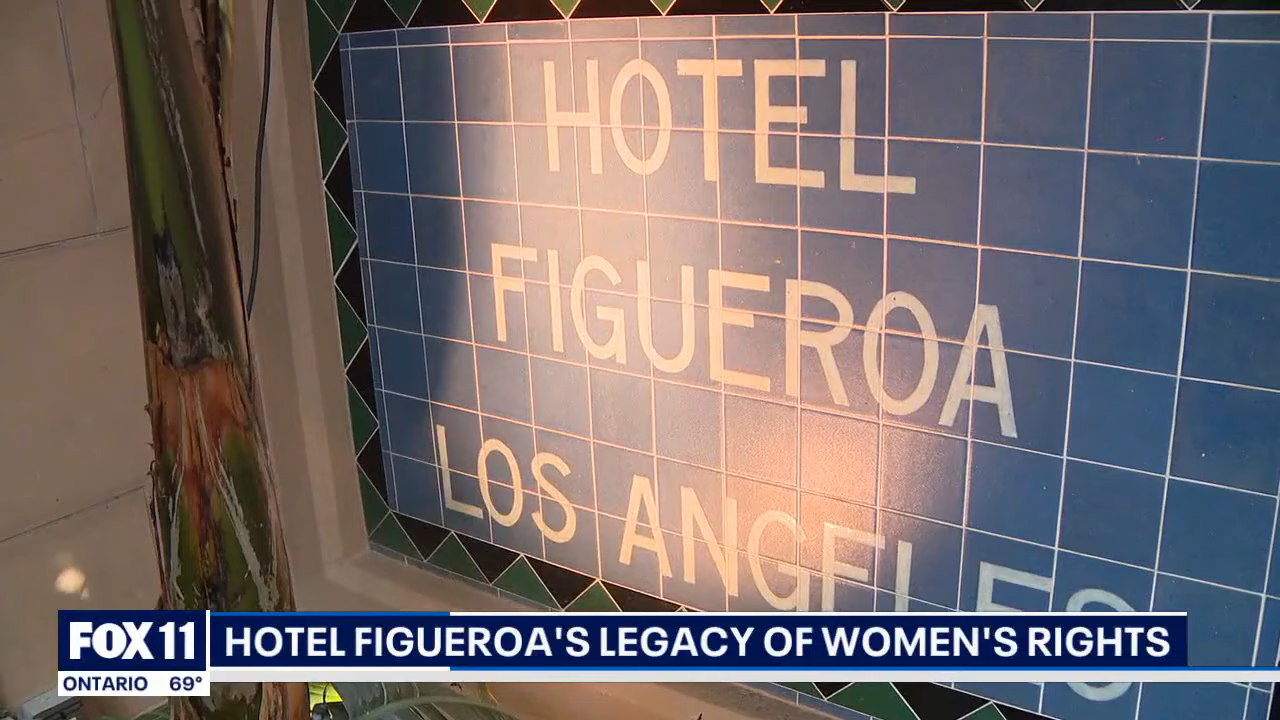 HOTEL
FIGUEROA
LOS ANGELES
FOX 11
HOTEL FIGUEROA'S LEGACY OF WOMEN'S RIGHTS
ONTARIO 69°